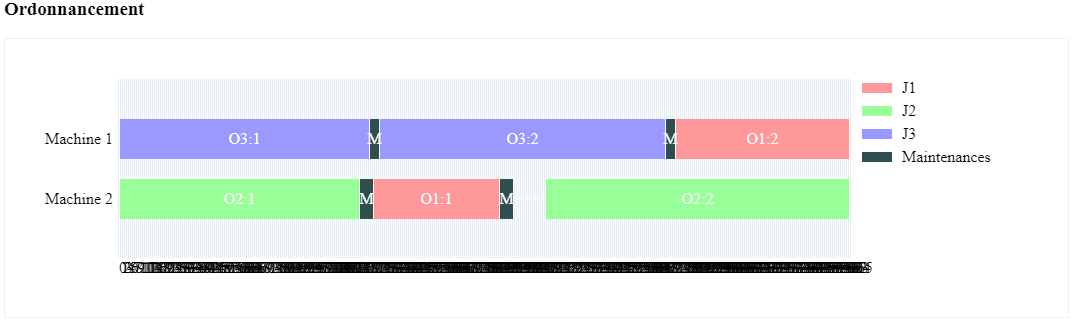 Ordonnancement
J1
J2
Machine 1 O3:1 M O3:2 M O1:2
J3
Maintenances
Machine 2 O2:1 M O1:1 M O2:2